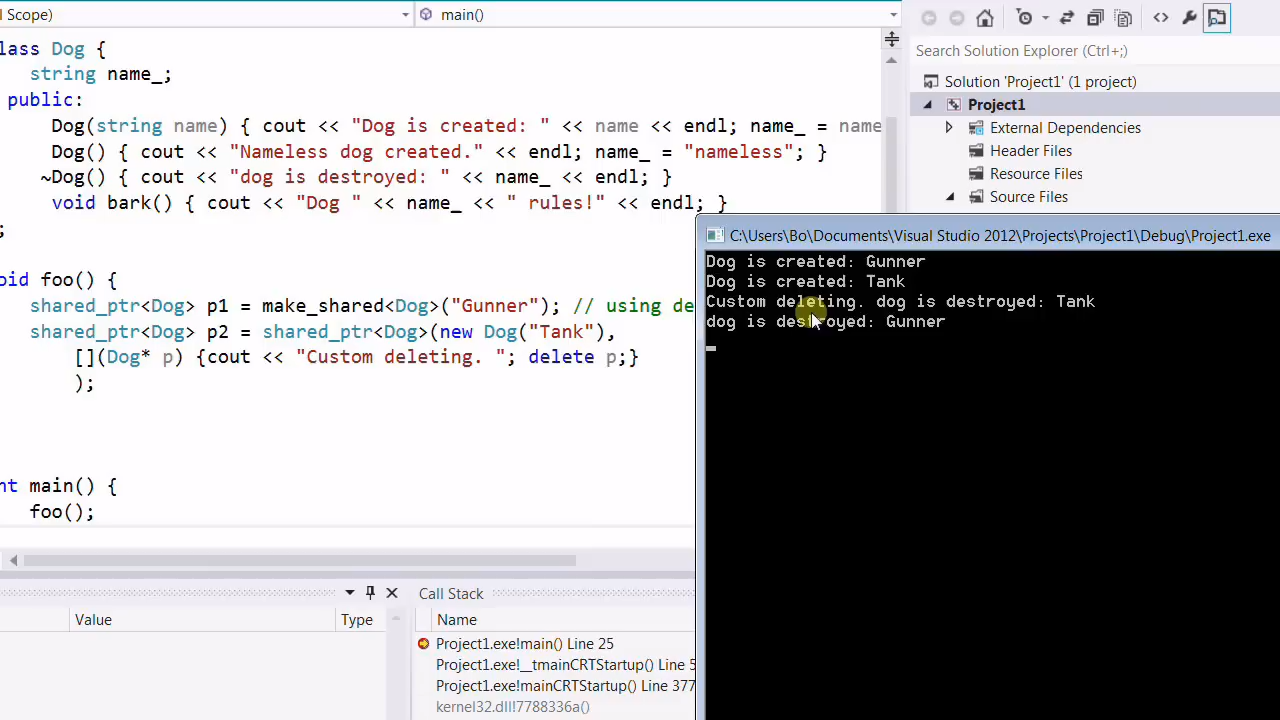 l Scope)
main()
lass Dog {
string name_;
public:
Dog(string name) { cout << "Dog is created: " << name << endl; name_ = name
Dog() { cout << "Nameless dog created." << endl; name_ = "nameless"; }
~Dog() { cout << "dog is destroyed: " << name_ << endl; }
void bark() { cout << "Dog " << name_ << " rules!" << endl; }
;
oid foo() {
shared_ptr<Dog> p1 = make_shared<Dog>("Gunner"); // using de
shared_ptr<Dog> p2 = shared_ptr<Dog>(new Dog("Tank"),
[](Dog* p) {cout << "Custom deleting. "; delete p;}
);
nt main() {
foo();
Search Solution Explorer (Ctrl+;)
Solution 'Project1' (1 project)
Project1
External Dependencies
Header Files
Resource Files
Source Files
C:\Users\Bo\Documents\Visual Studio 2012\Projects\Project1\Debug\Project1.exe
Dog is created: Gunner
Dog is created: Tank
Custom deleting. dog is destroyed: Tank
dog is destroyed: Gunner
Value
Type
Call Stack
Name
Project1.exe!main() Line 25
Project1.exe!__tmainCRTStartup() Line 5
Project1.exe!mainCRTStartup() Line 377
kernel32.dll!7788336a()